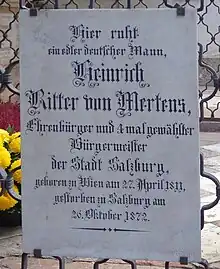 Hier ruht
ein edler deutscher Mann,
Heinrich
Ritter von Mertens,
Ehrenbürger und 4 mal gewählter
Bürgermeister
der Stadt Salzburg,
geboren zu Wien am 27. April 1811,
gestorben zu Salzburg am
26. Oktober 1872.